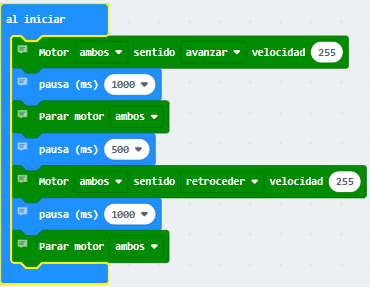 al iniciar
Motor ambos sentido avanzar velocidad 255
pausa (ms) 1000
Parar motor ambos
pausa (ms) 500
Motor ambos sentido retroceder velocidad 255
pausa (ms) 1000
Parar motor ambos